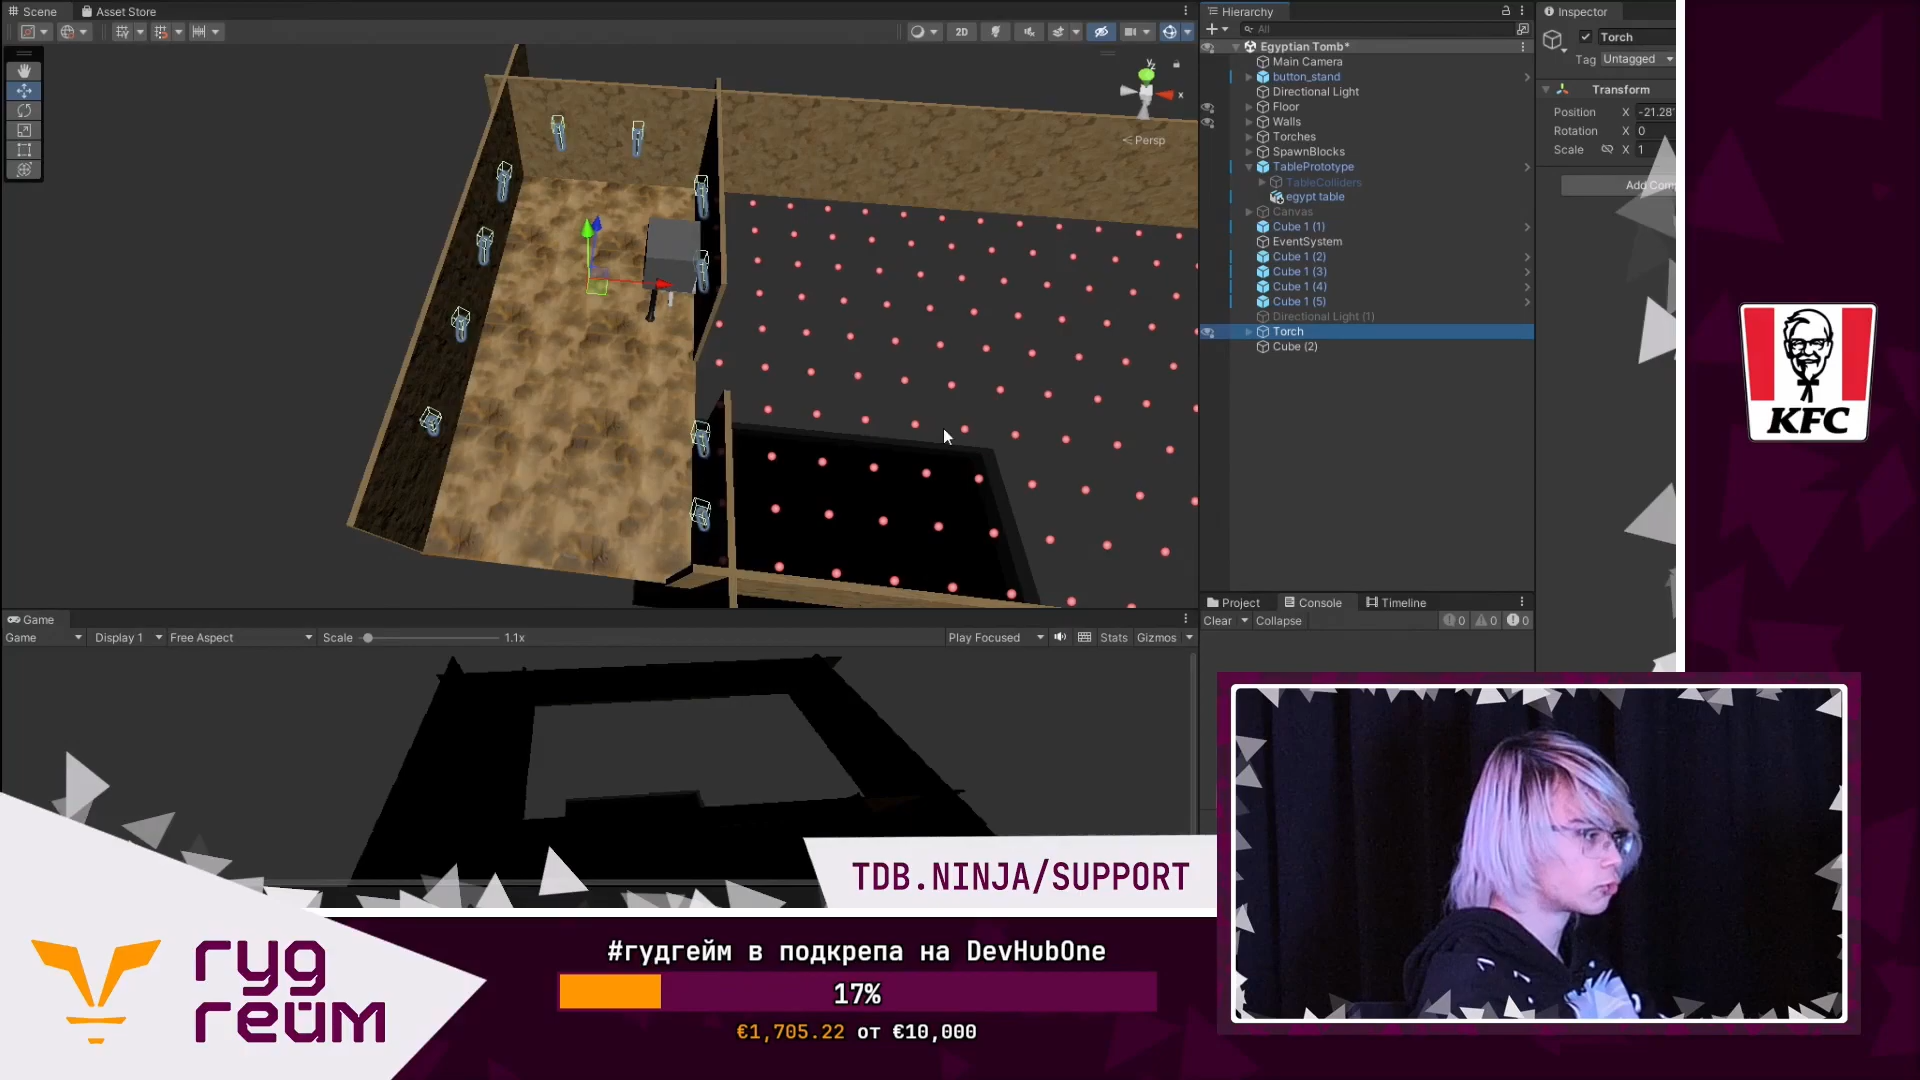 Scene
Asset Store
2D
y
x
Persp
Hierarchy
All
Egyptian Tomb*
Main Camera
button_stand
Directional Light
Floor
Walls
Torches
SpawnBlocks
TablePrototype
TableColliders
egypt table
Canvas
Cube 1 (1)
EventSystem
Cube 1 (2)
Cube 1 (3)
Cube 1 (4)
Cube 1 (5)
Directional Light (1)
Torch
Cube (2)
Inspector
Torch
Tag Untagged
Transform
Position X -21.28
Rotation X 0
Scale X 1
Add Comp
Game
Game
Display 1
Free Aspect
Scale
1.1x
Play Focused
Stats
Gizmos
Project
Console
Timeline
Clear
Collapse
0
0
0
KFC
TDB.NINJA/SUPPORT
гуд
гейм
#гудгейм в подкрепа на DevHubOne
17%
€1,705.22 от €10,000